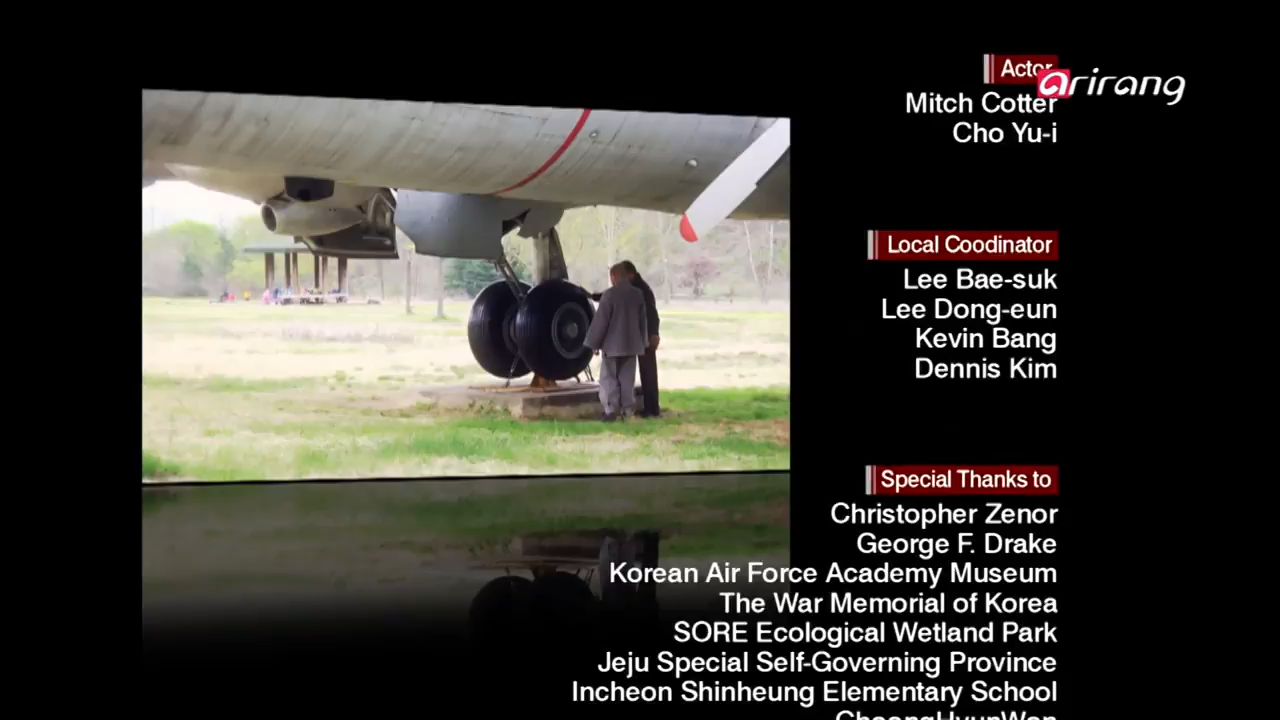 Actor
arirang
Mitch Cotter
Cho Yu-i
Local Coodinator
Lee Bae-suk
Lee Dong-eun
Kevin Bang
Dennis Kim
Special Thanks to
Christopher Zenor
George F. Drake
Korean Air Force Academy Museum
The War Memorial of Korea
SORE Ecological Wetland Park
Jeju Special Self-Governing Province
Incheon Shinheung Elementary School